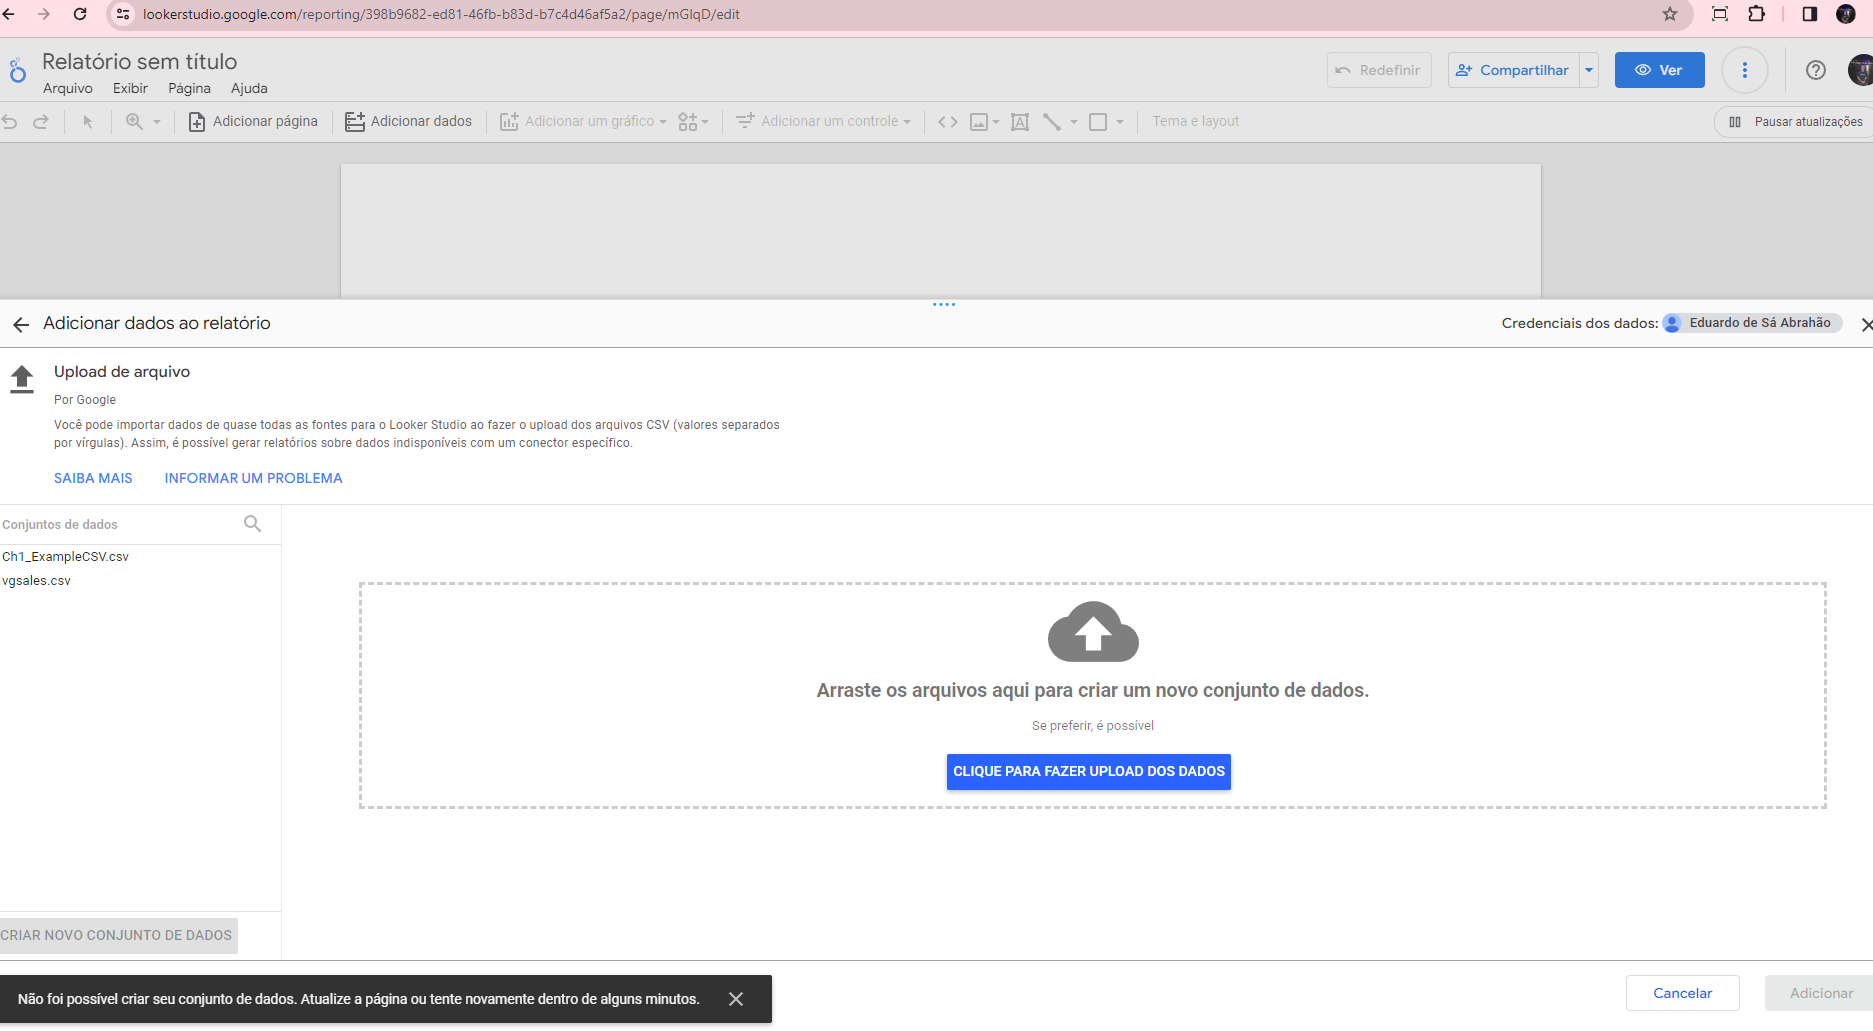 lookerstudio.google.com/reporting/398b9682-ed81-46fb-b83d-b7c4d46af5a2/page/mGIqD/edit
Relatório sem título
Arquivo Exibir Página Ajuda
Redefinir Compartilhar Ver
Adicionar página Adicionar dados Adicionar um gráfico Adicionar um controle Tema e layout Pausar atualizações
Adicionar dados ao relatório
Credenciais dos dados: Eduardo de Sá Abrahão
Upload de arquivo
Por Google
Você pode importar dados de quase todas as fontes para o Looker Studio ao fazer o upload dos arquivos CSV (valores separados
por vírgulas). Assim, é possível gerar relatórios sobre dados indisponíveis com um conector específico.
SAIBA MAIS INFORMAR UM PROBLEMA
Conjuntos de dados
Ch1_ExampleCSV.csv
vgsales.csv
Arraste os arquivos aqui para criar um novo conjunto de dados.
Se preferir, é possível
CLIQUE PARA FAZER UPLOAD DOS DADOS
CRIAR NOVO CONJUNTO DE DADOS
Não foi possível criar seu conjunto de dados. Atualize a página ou tente novamente dentro de alguns minutos.
Cancelar Adicionar